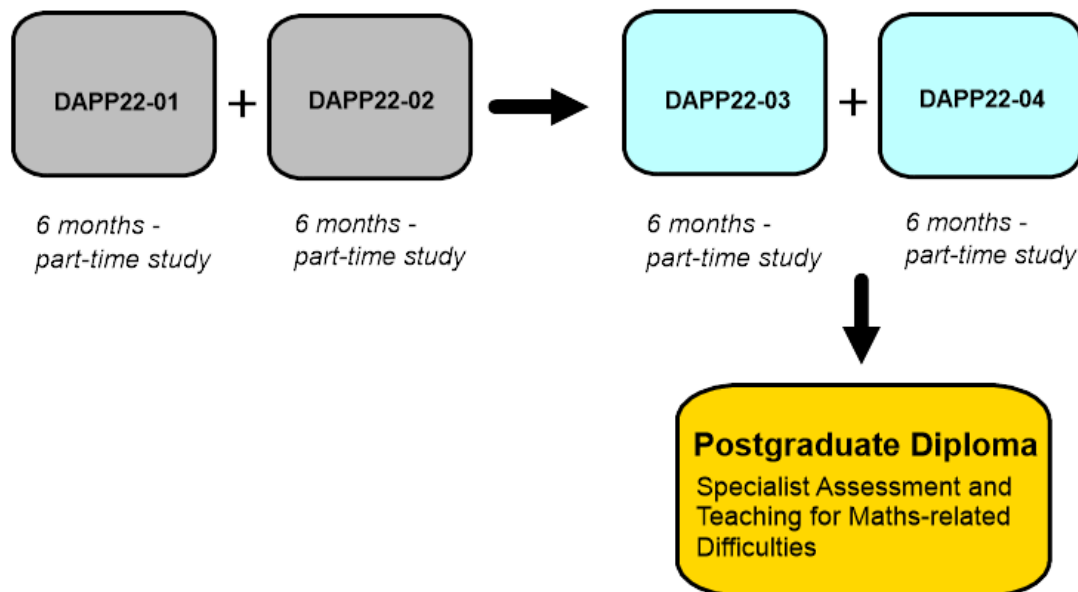 DAPP22-01
+
DAPP22-02
DAPP22-03
+
DAPP22-04
6 months -
part-time study
6 months -
part-time study
6 months -
part-time study
6 months -
part-time study
Postgraduate Diploma
Specialist Assessment and
Teaching for Maths-related
Difficulties